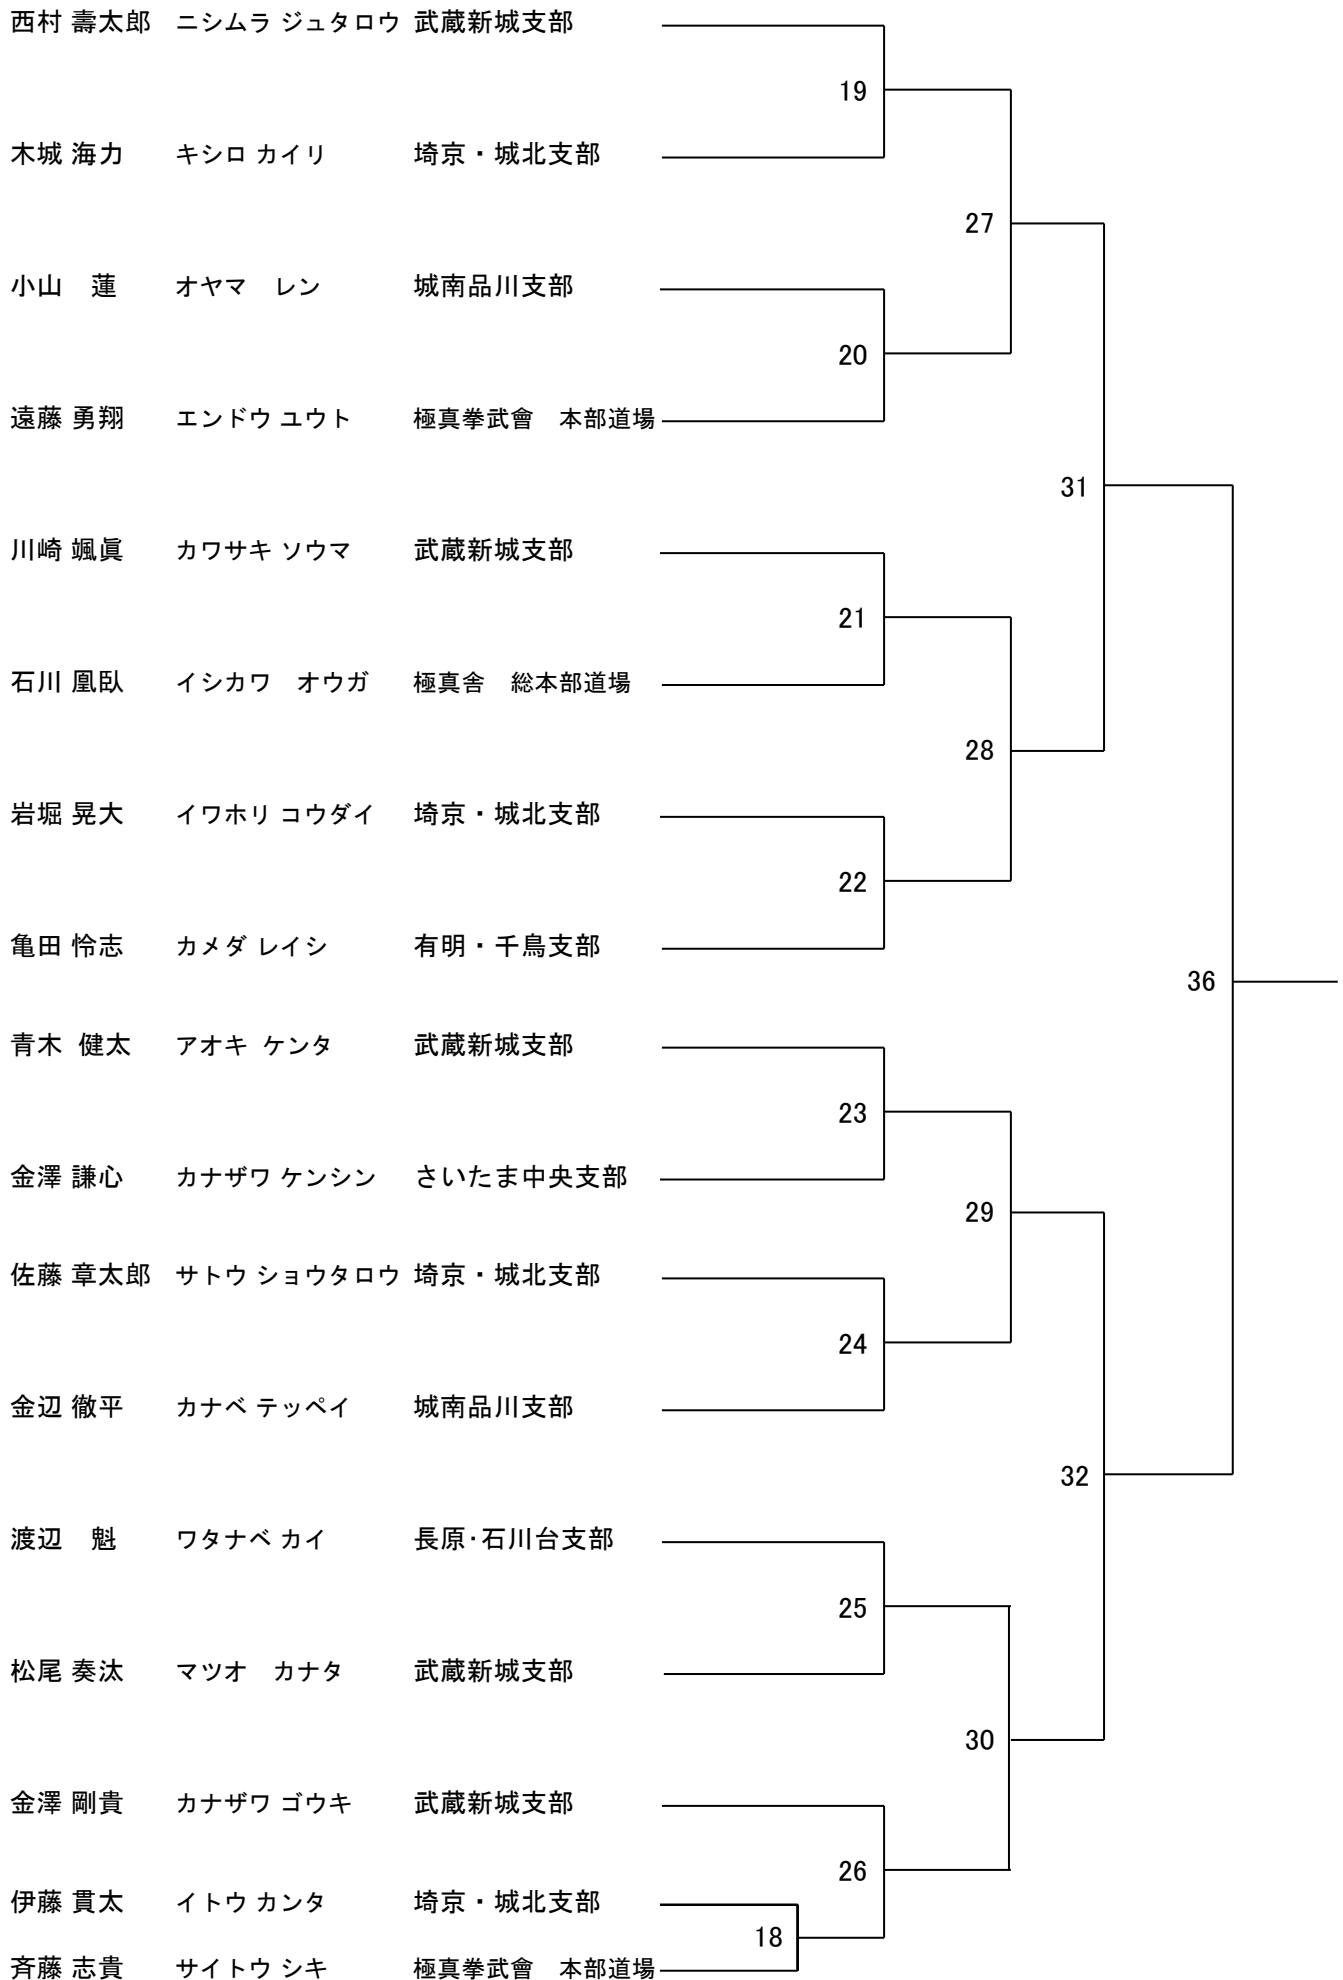 西村 壽太郎 ニシムラ ジュタロウ 武蔵新城支部
19
木城 海力 キシロ カイリ 埼京・城北支部
27
小山　蓮 オヤマ　レン 城南品川支部
20
遠藤 勇翔 エンドウ ユウト 極真拳武會　本部道場
31
川崎 颯眞 カワサキ ソウマ 武蔵新城支部
21
石川 凰臥 イシカワ　オウガ 極真舎　総本部道場
28
岩堀 晃大 イワホリ コウダイ 埼京・城北支部
22
亀田 怜志 カメダ レイシ 有明・千鳥支部
36
青木 健太 アオキ ケンタ 武蔵新城支部
23
金澤 謙心 カナザワ ケンシン さいたま中央支部
29
佐藤 章太郎 サトウ ショウタロウ 埼京・城北支部
24
金辺 徹平 カナベ テッペイ 城南品川支部
32
渡辺　魁 ワタナベ カイ 長原･石川台支部
25
松尾 奏汰 マツオ　カナタ 武蔵新城支部
30
金澤 剛貴 カナザワ ゴウキ 武蔵新城支部
26
伊藤 貫太 イトウ カンタ 埼京・城北支部
18
斉藤 志貴 サイトウ シキ 極真拳武會　本部道場